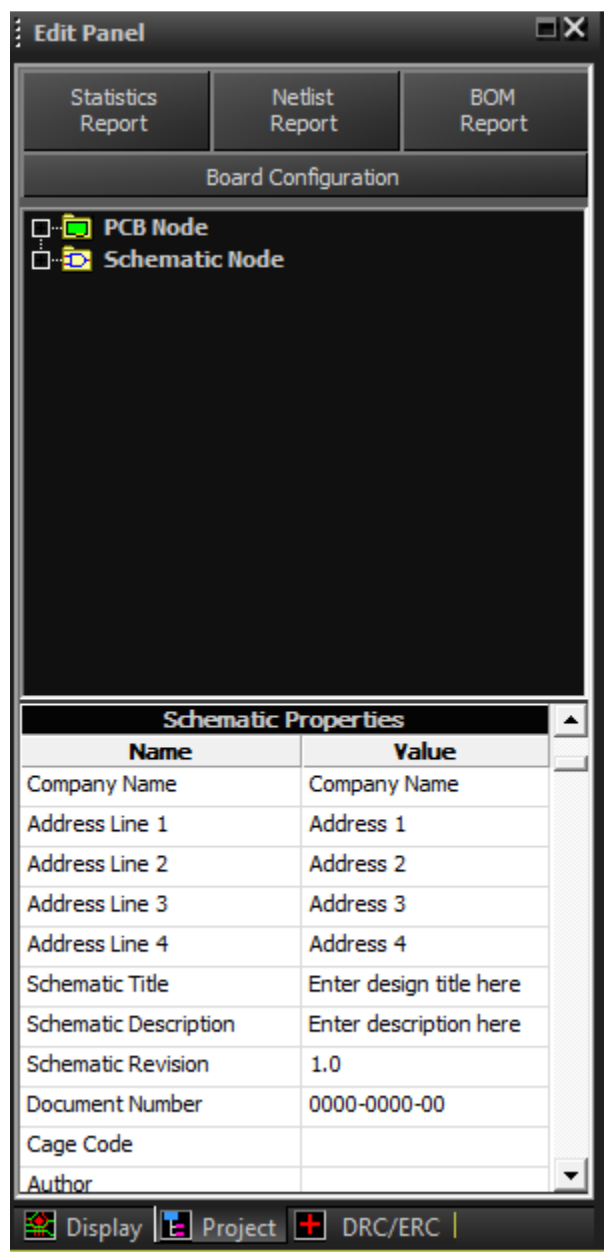 Edit Panel
Statistics Report
Netlist Report
BOM Report
Board Configuration
PCB Node
Schematic Node
Schematic Properties
Name Value
Company Name Company Name
Address Line 1 Address 1
Address Line 2 Address 2
Address Line 3 Address 3
Address Line 4 Address 4
Schematic Title Enter design title here
Schematic Description Enter description here
Schematic Revision 1.0
Document Number 0000-0000-00
Cage Code
Author
Display Project DRC/ERC